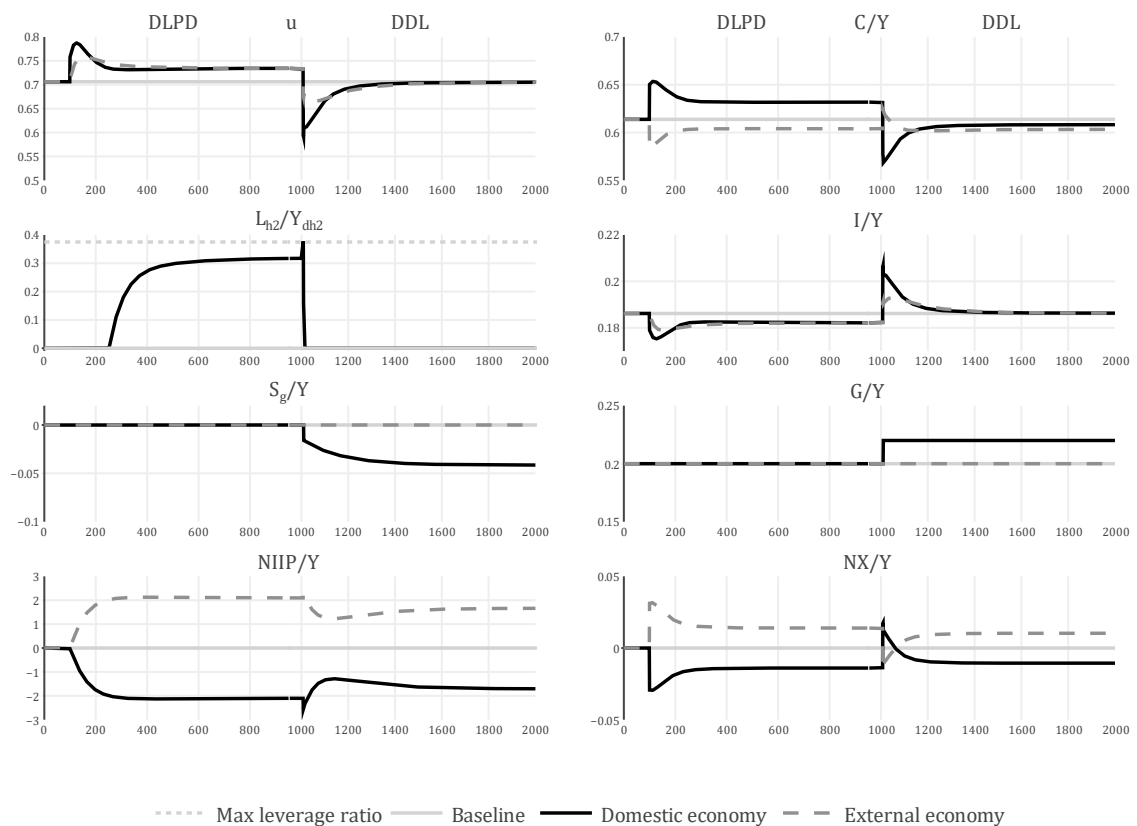 DLPD u DDL
0.8
0.75
0.7
0.65
0.6
0.55
0.5
0 200 400 600 800 1000 1200 1400 1600 1800 2000
DLPD C/Y DDL
0.7
0.65
0.6
0.55
0 200 400 600 800 1000 1200 1400 1600 1800 2000
Lh2/Ydh2
0.4
0.3
0.2
0.1
0
0 200 400 600 800 1000 1200 1400 1600 1800 2000
I/Y
0.22
0.2
0.18
0 200 400 600 800 1000 1200 1400 1600 1800 2000
Sg/Y
0
−0.05
−0.1
0 200 400 600 800 1000 1200 1400 1600 1800 2000
G/Y
0.25
0.2
0.15
0 200 400 600 800 1000 1200 1400 1600 1800 2000
NIIP/Y
3
2
1
0
−1
−2
−3
0 200 400 600 800 1000 1200 1400 1600 1800 2000
NX/Y
0.05
0
−0.05
0 200 400 600 800 1000 1200 1400 1600 1800 2000
Max leverage ratio Baseline Domestic economy External economy